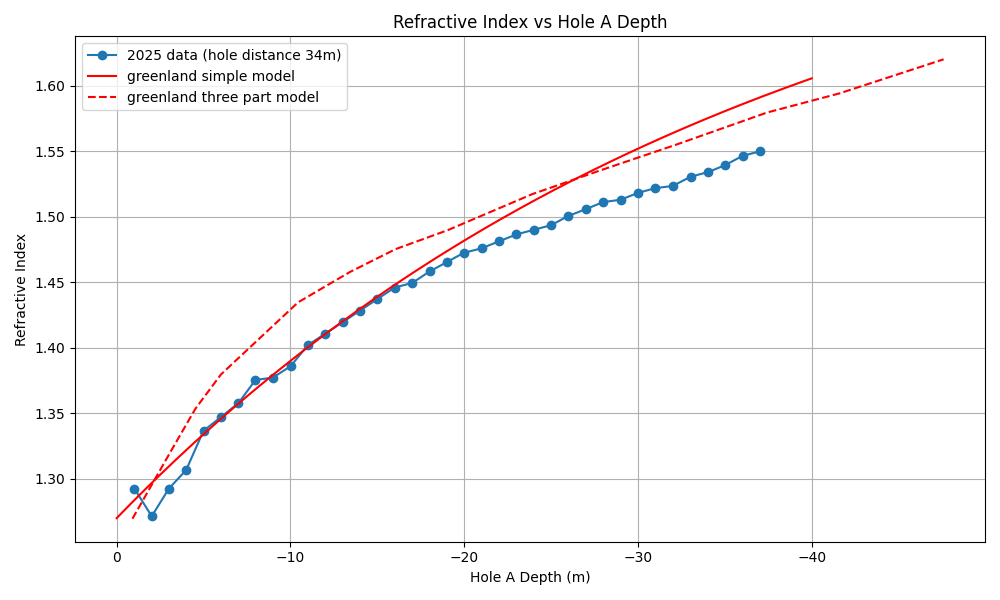 Refractive Index vs Hole A Depth
2025 data (hole distance 34m)
greenland simple model
greenland three part model
Refractive Index
1.60
1.55
1.50
1.45
1.40
1.35
1.30
0
−10
−20
−30
−40
Hole A Depth (m)